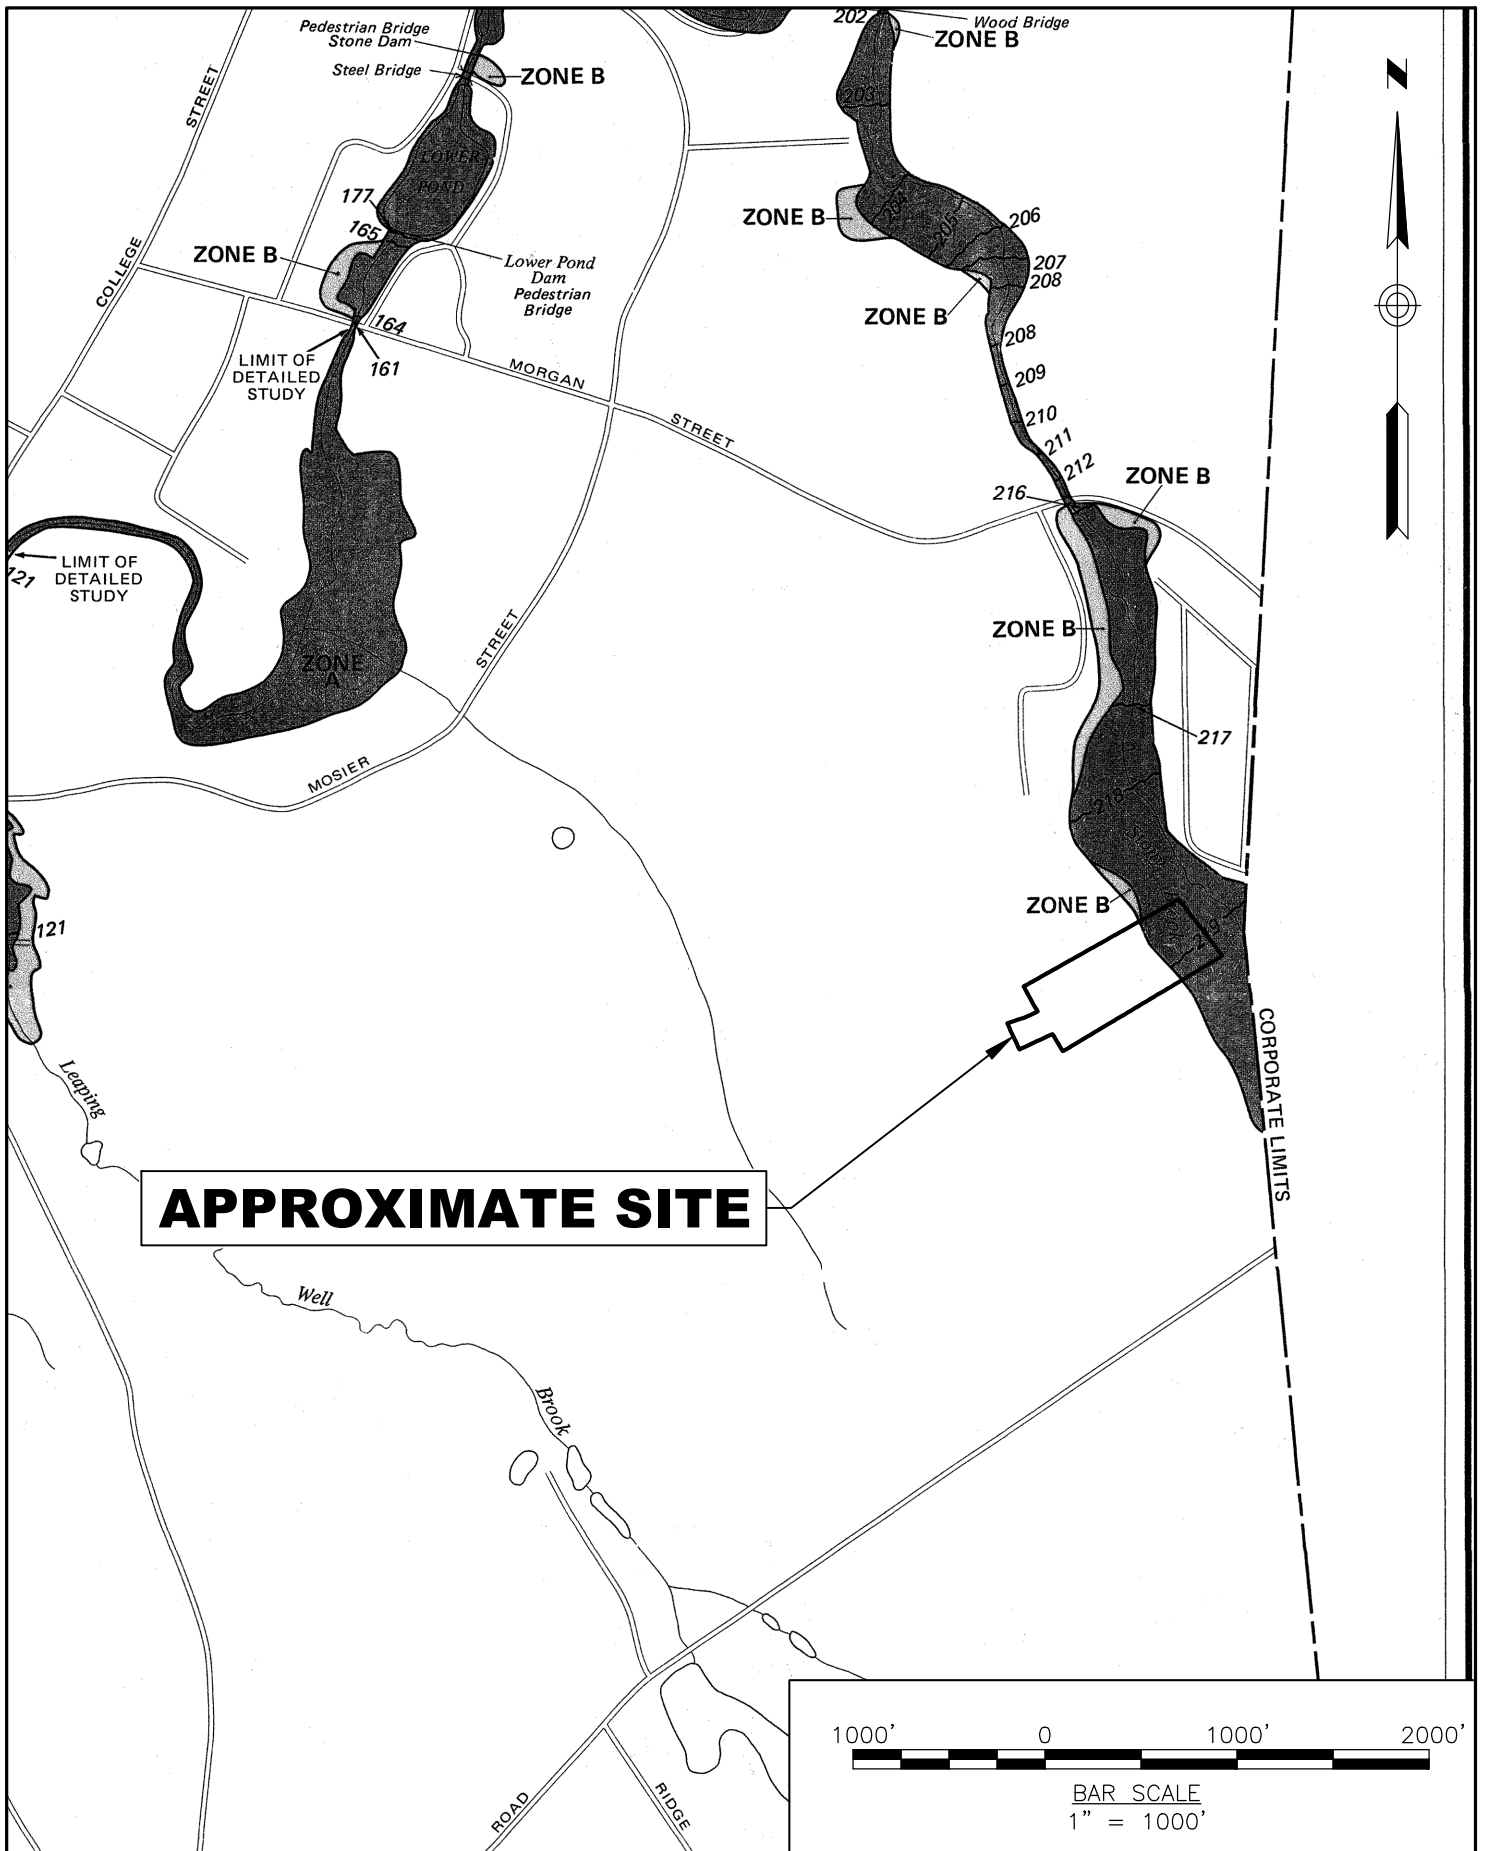 202
Wood Bridge
ZONE B
Pedestrian Bridge
Stone Dam
Steel Bridge
ZONE B
N
STREET
203
LOWER
POND
177
165
ZONE B
204
205
206
207
208
ZONE B
ZONE B
COLLEGE
Lower Pond
Dam
Pedestrian
Bridge
164
161
LIMIT OF
DETAILED
STUDY
208
209
210
211
212
216
ZONE B
MORGAN
STREET
LIMIT OF
DETAILED
STUDY
121
ZONE B
STREET
ZONE
A
217
MOSIER
218
ZONE B
219
121
CORPORATE LIMITS
Leaping
APPROXIMATE SITE
Well
Brook
ROAD
RIDGE
1000' 0 1000' 2000'
BAR SCALE
1" = 1000'